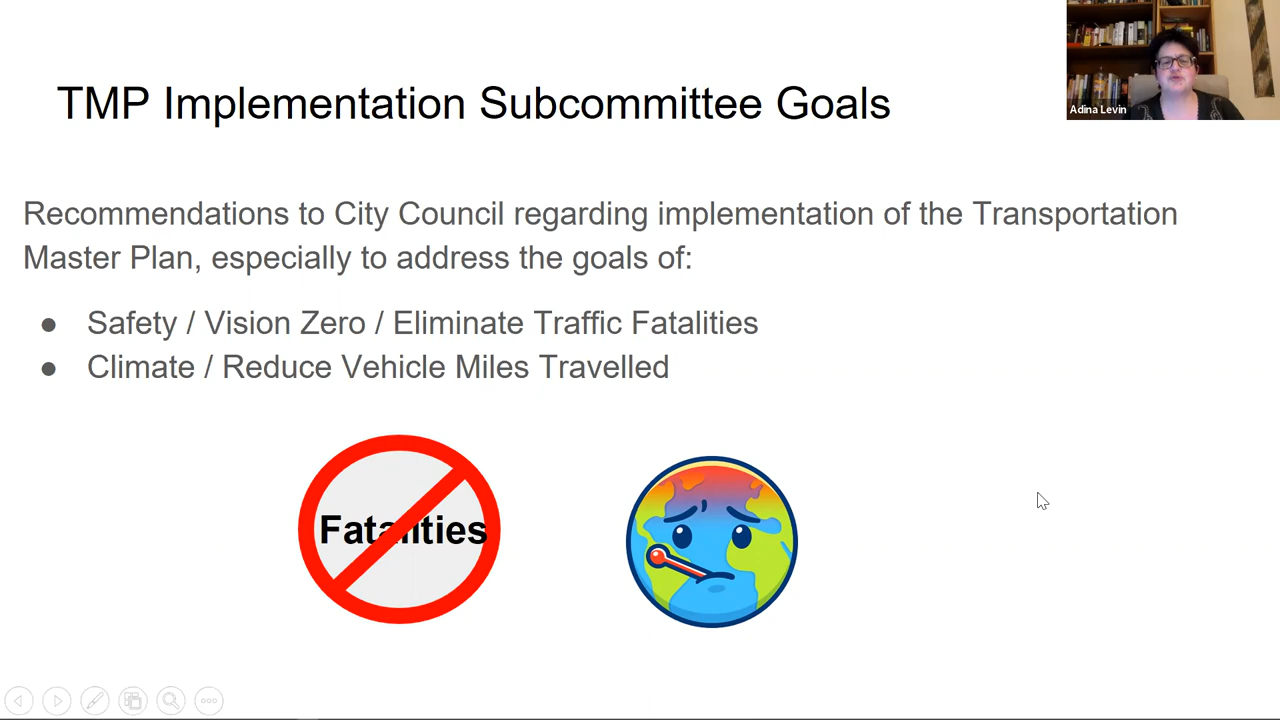 TMP Implementation Subcommittee Goals
Adina Levin
Recommendations to City Council regarding implementation of the Transportation
Master Plan, especially to address the goals of:
● Safety / Vision Zero / Eliminate Traffic Fatalities
● Climate / Reduce Vehicle Miles Travelled
Fatalities